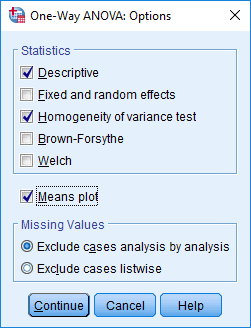 One-Way ANOVA: Options
Statistics
Descriptive
Fixed and random effects
Homogeneity of variance test
Brown-Forsythe
Welch
Means plot
Missing Values
Exclude cases analysis by analysis
Exclude cases listwise
Continue Cancel Help